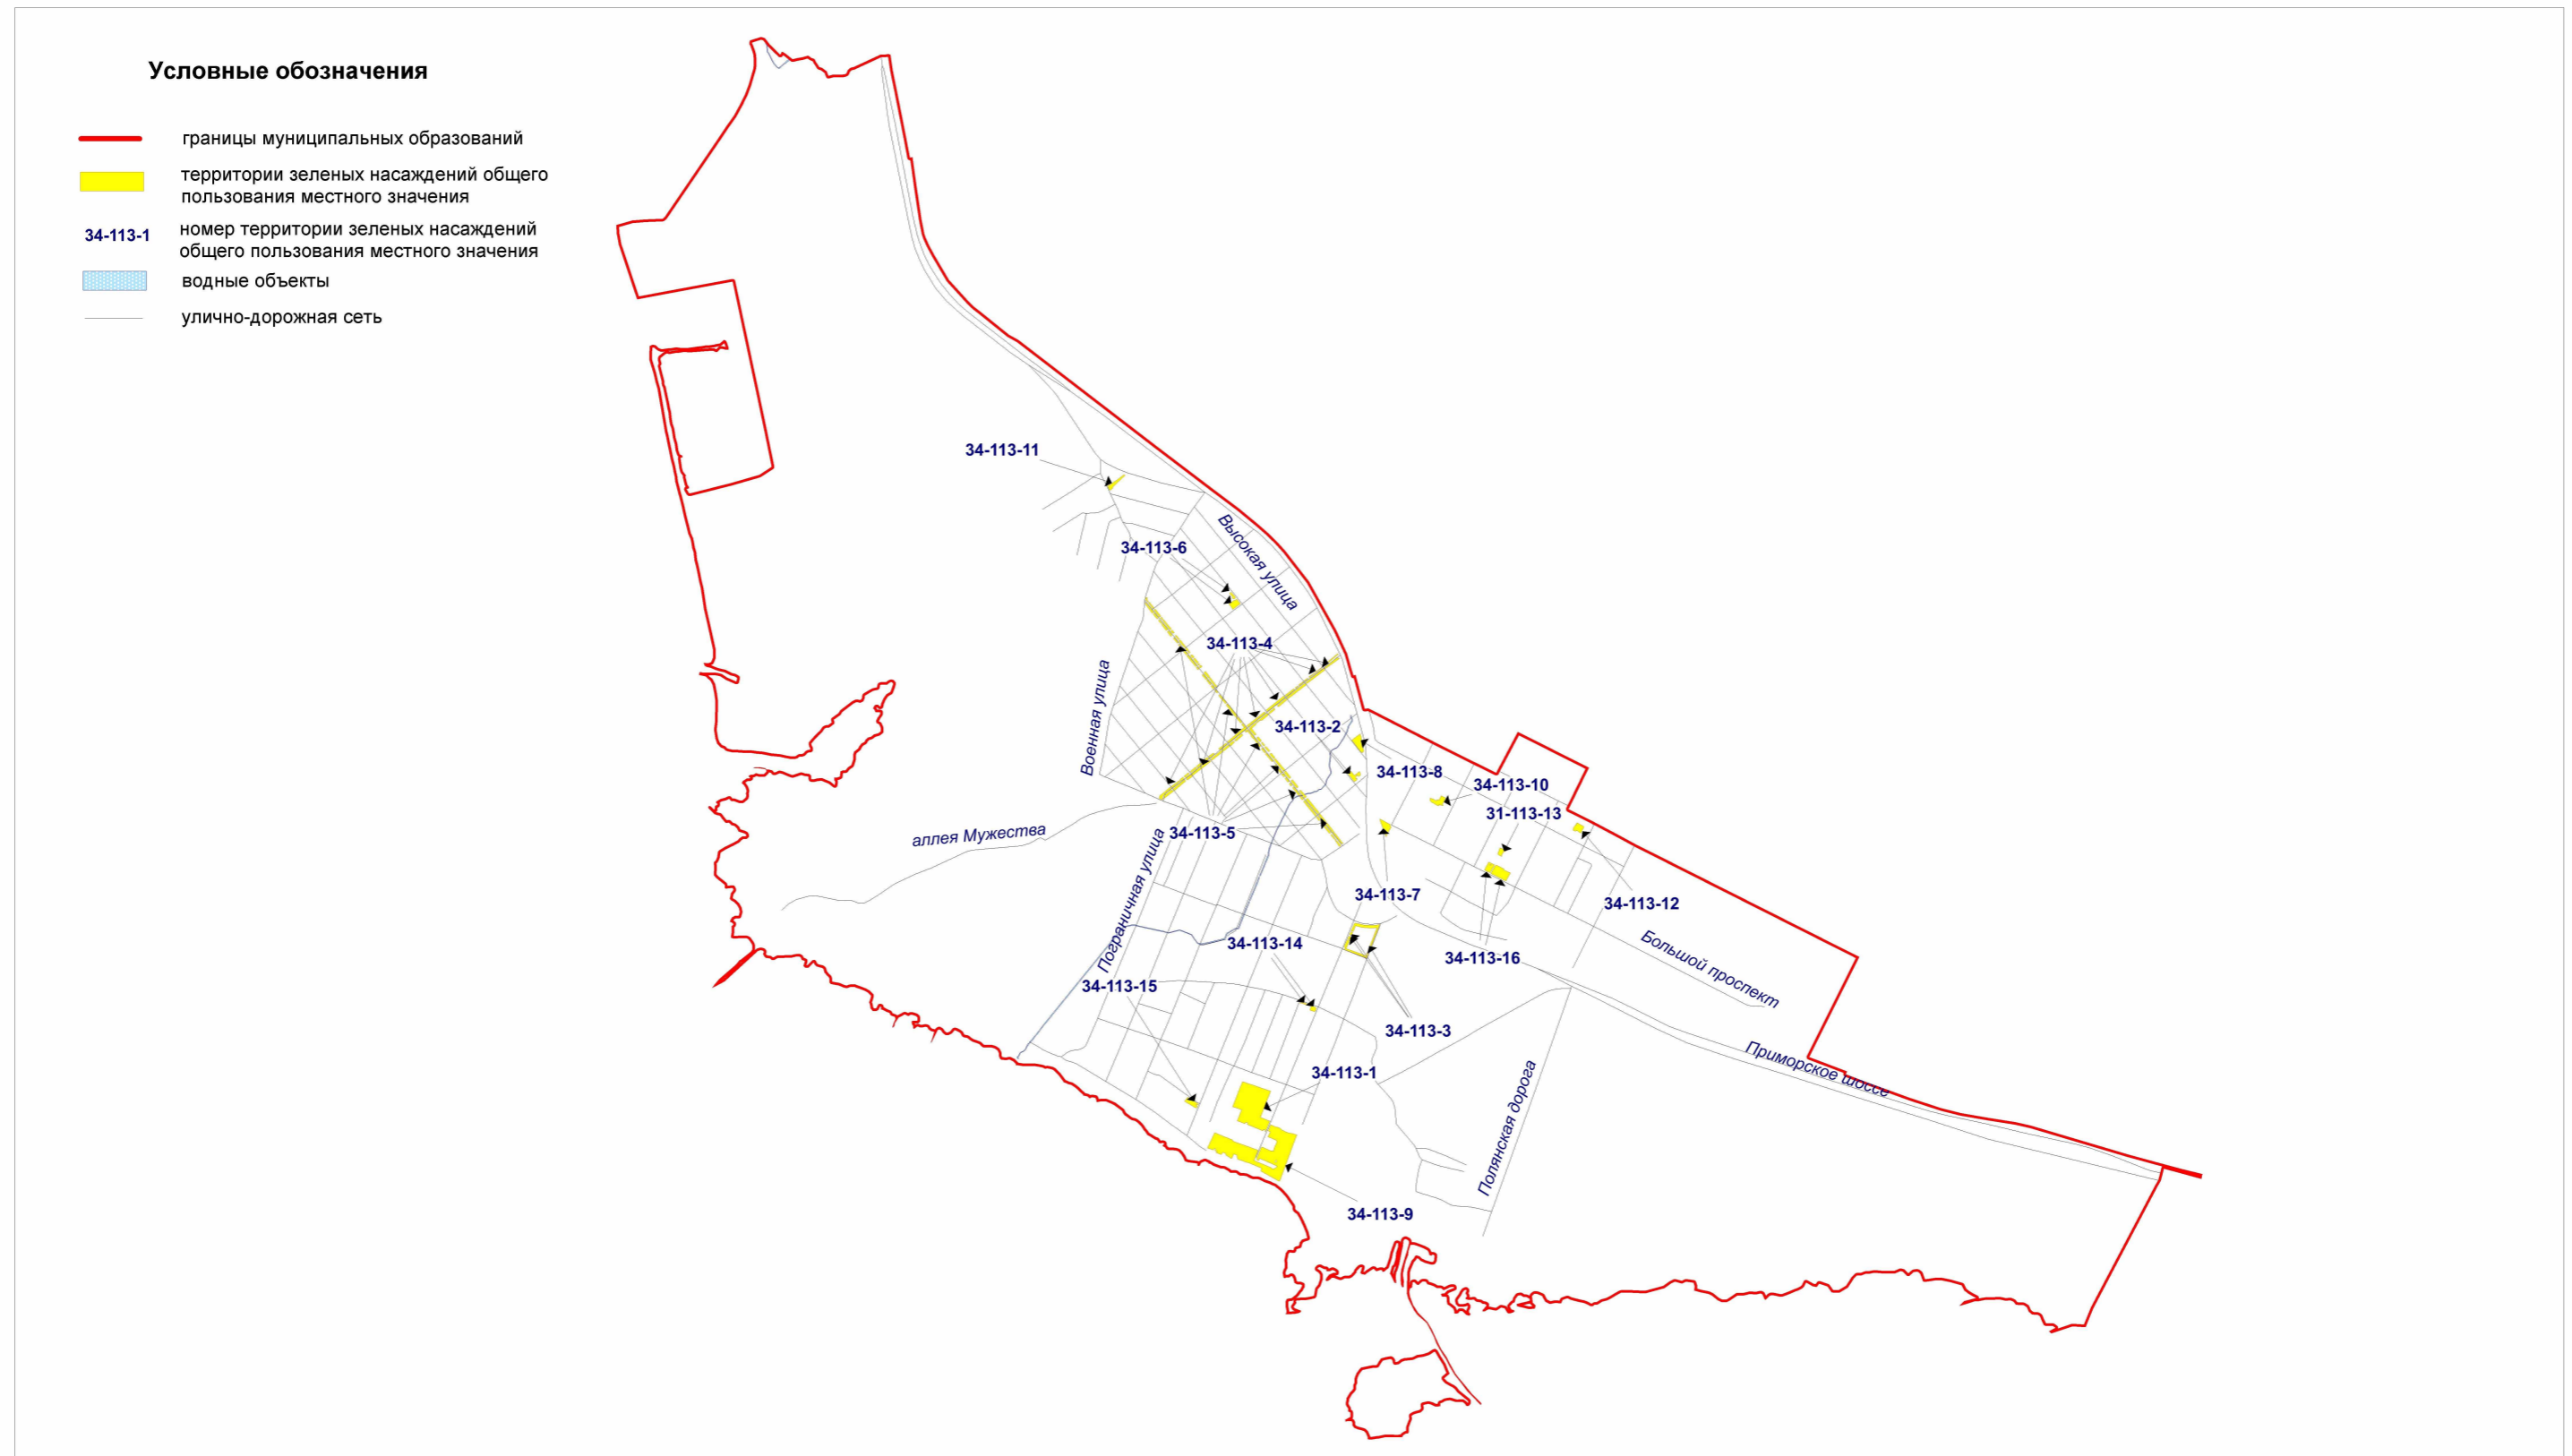 Условные обозначения
границы муниципальных образований
территории зеленых насаждений общего
пользования местного значения
34-113-1
номер территории зеленых насаждений
общего пользования местного значения
водные объекты
улично-дорожная сеть
34-113-11
Высокая улица
34-113-6
34-113-4
Военная улица
34-113-2
34-113-8
34-113-10
31-113-13
аллея Мужества
34-113-5
Пограничная улица
34-113-7
34-113-12
34-113-14
34-113-16
Большой проспект
34-113-15
34-113-3
Приморское шоссе
34-113-1
Полянская дорога
34-113-9